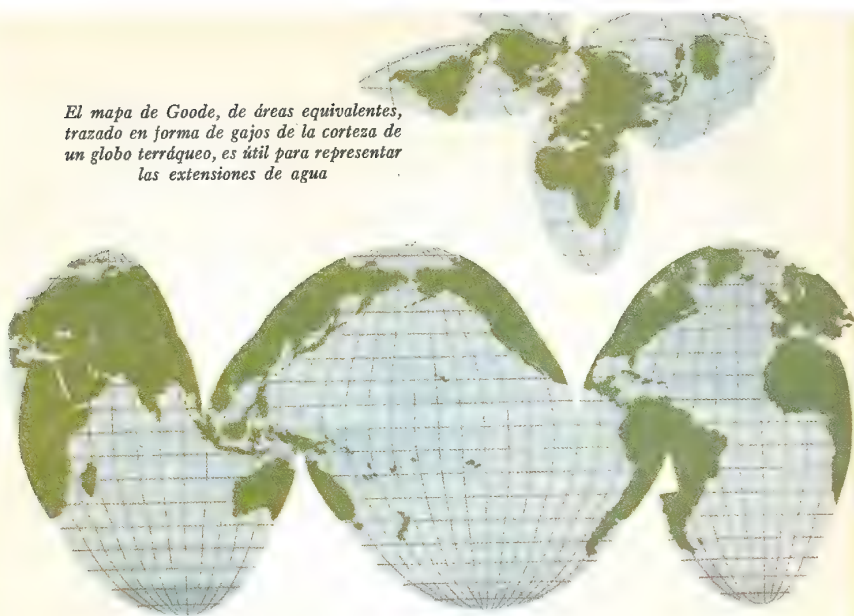 El mapa de Goode, de áreas equivalentes,
trazado en forma de gajos de la corteza de
un globo terráqueo, es útil para representar
las extensiones de agua